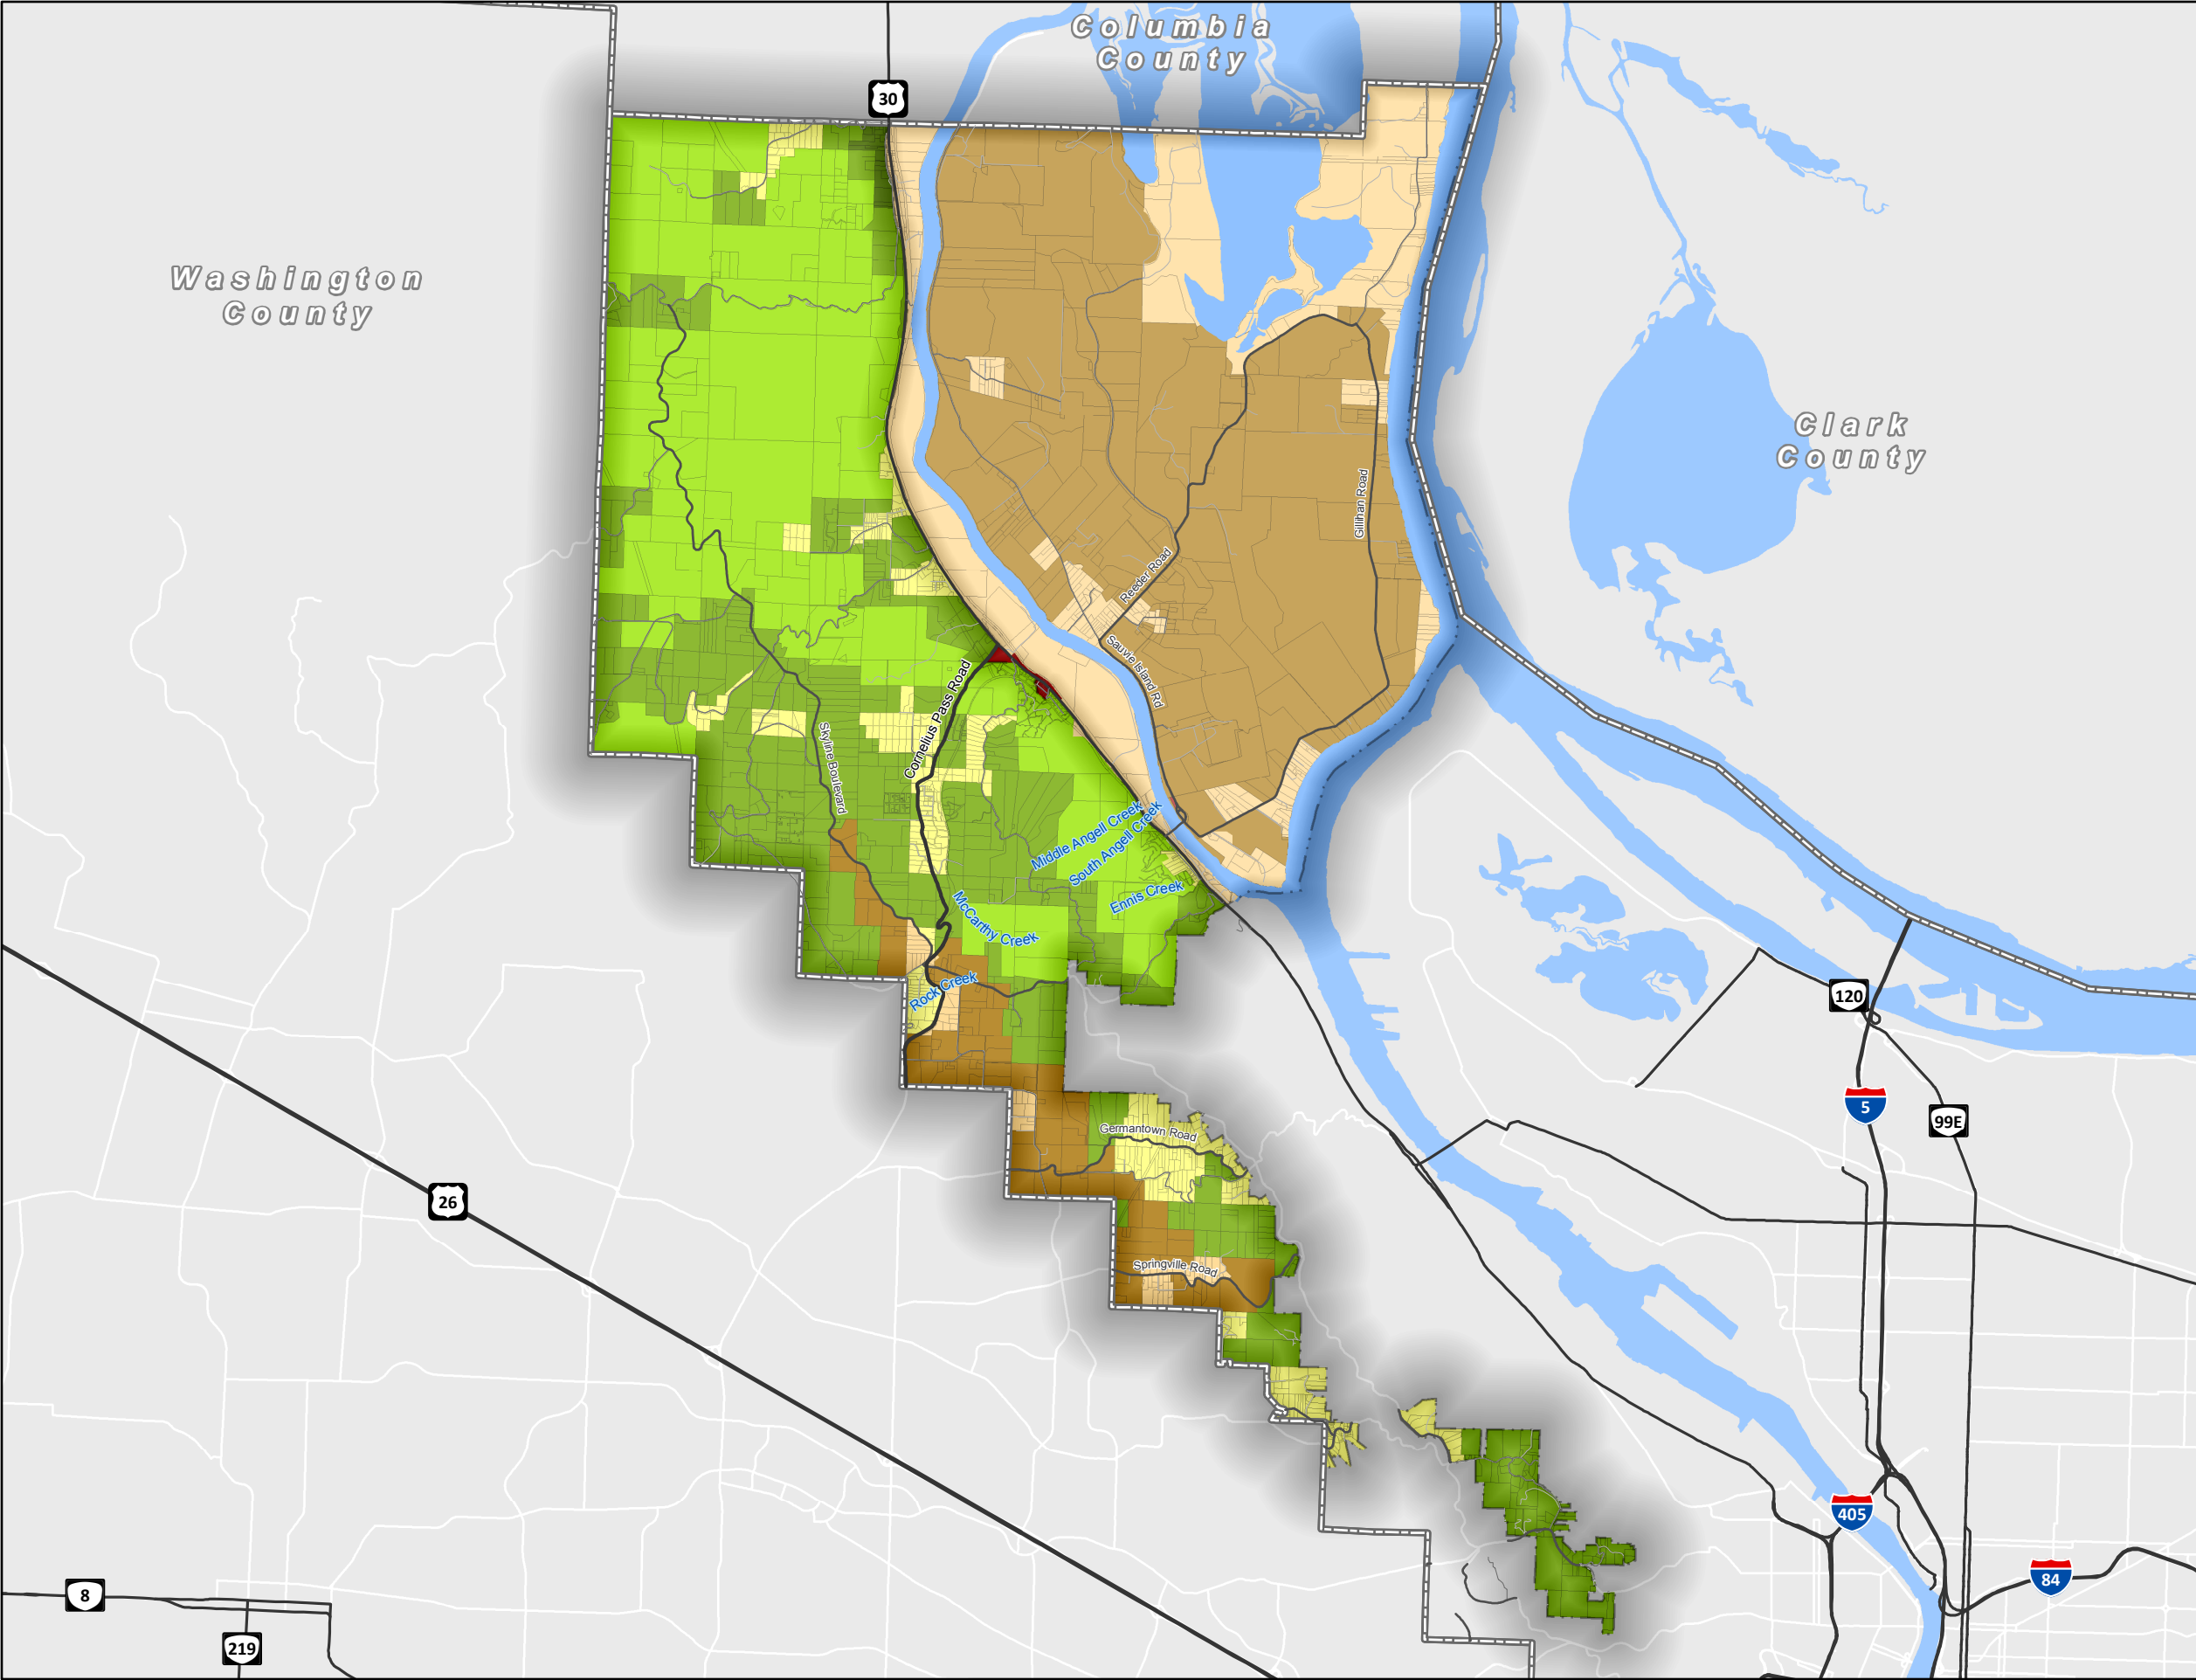 Columbia
County
30
Washington
County
Clark
County
Gillihan Road
Reeder Road
Sauvie Island Rd
Cornelius Pass Road
Skyline Boulevard
Middle Angell Creek
South Angell Creek
Ennis Creek
McCarthy Creek
Rock Creek
120
5
99E
Germantown Road
26
Springville Road
405
84
8
219